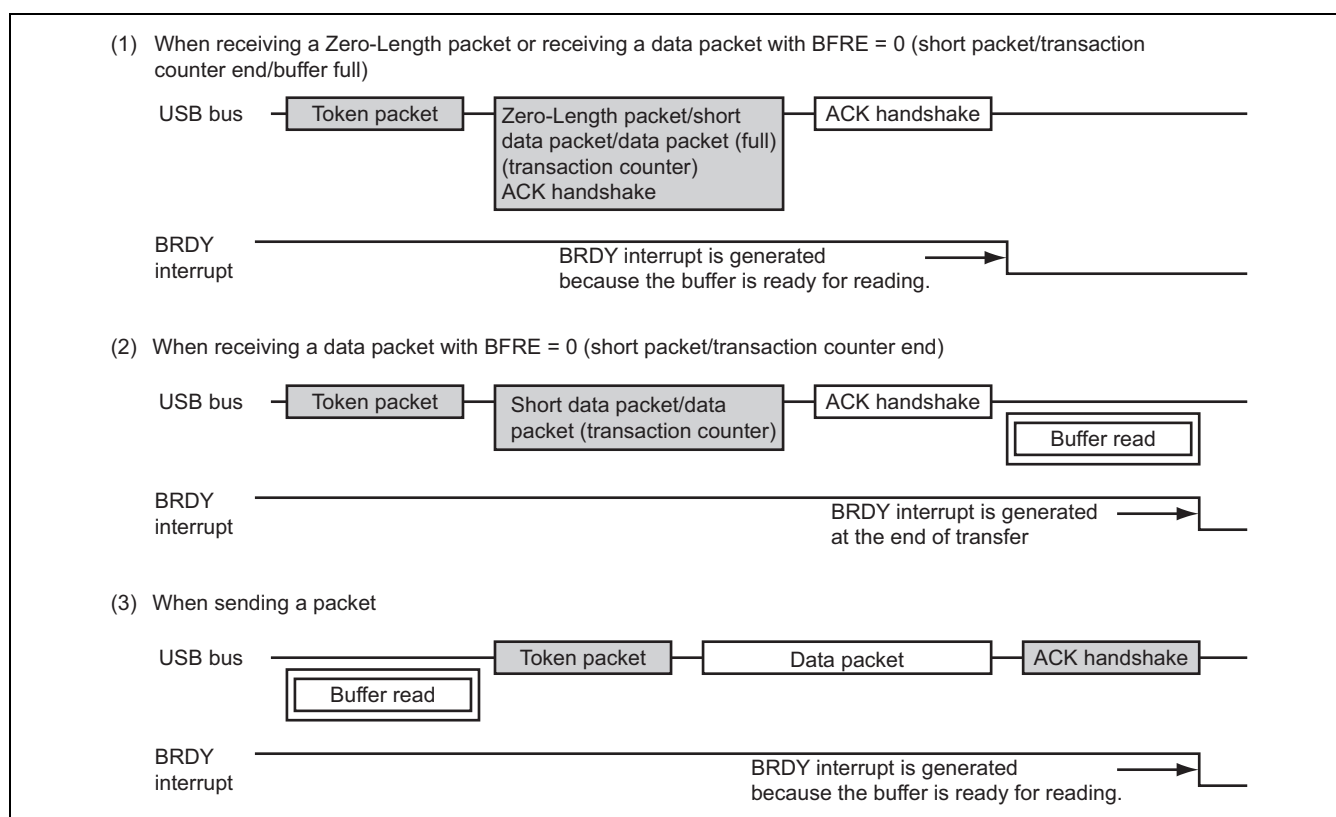 (1) When receiving a Zero-Length packet or receiving a data packet with BFRE = 0 (short packet/transaction
counter end/buffer full)
USB bus
Token packet
Zero-Length packet/short
data packet/data packet (full)
(transaction counter)
ACK handshake
ACK handshake
BRDY
interrupt
BRDY interrupt is generated
because the buffer is ready for reading.
(2) When receiving a data packet with BFRE = 0 (short packet/transaction counter end)
USB bus
Token packet
Short data packet/data
packet (transaction counter)
ACK handshake
Buffer read
BRDY
interrupt
BRDY interrupt is generated
at the end of transfer
(3) When sending a packet
USB bus
Buffer read
Token packet
Data packet
ACK handshake
BRDY
interrupt
BRDY interrupt is generated
because the buffer is ready for reading.